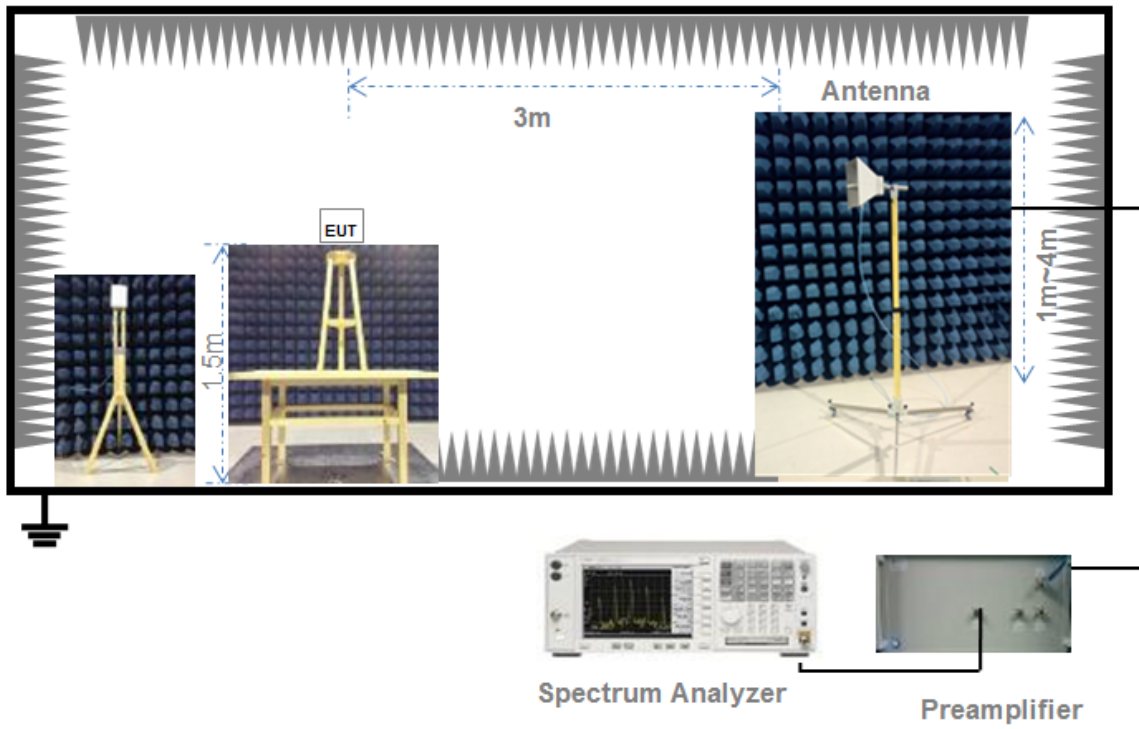 Antenna
3m
EUT
1.5m
1m~4m
Spectrum Analyzer
Preamplifier